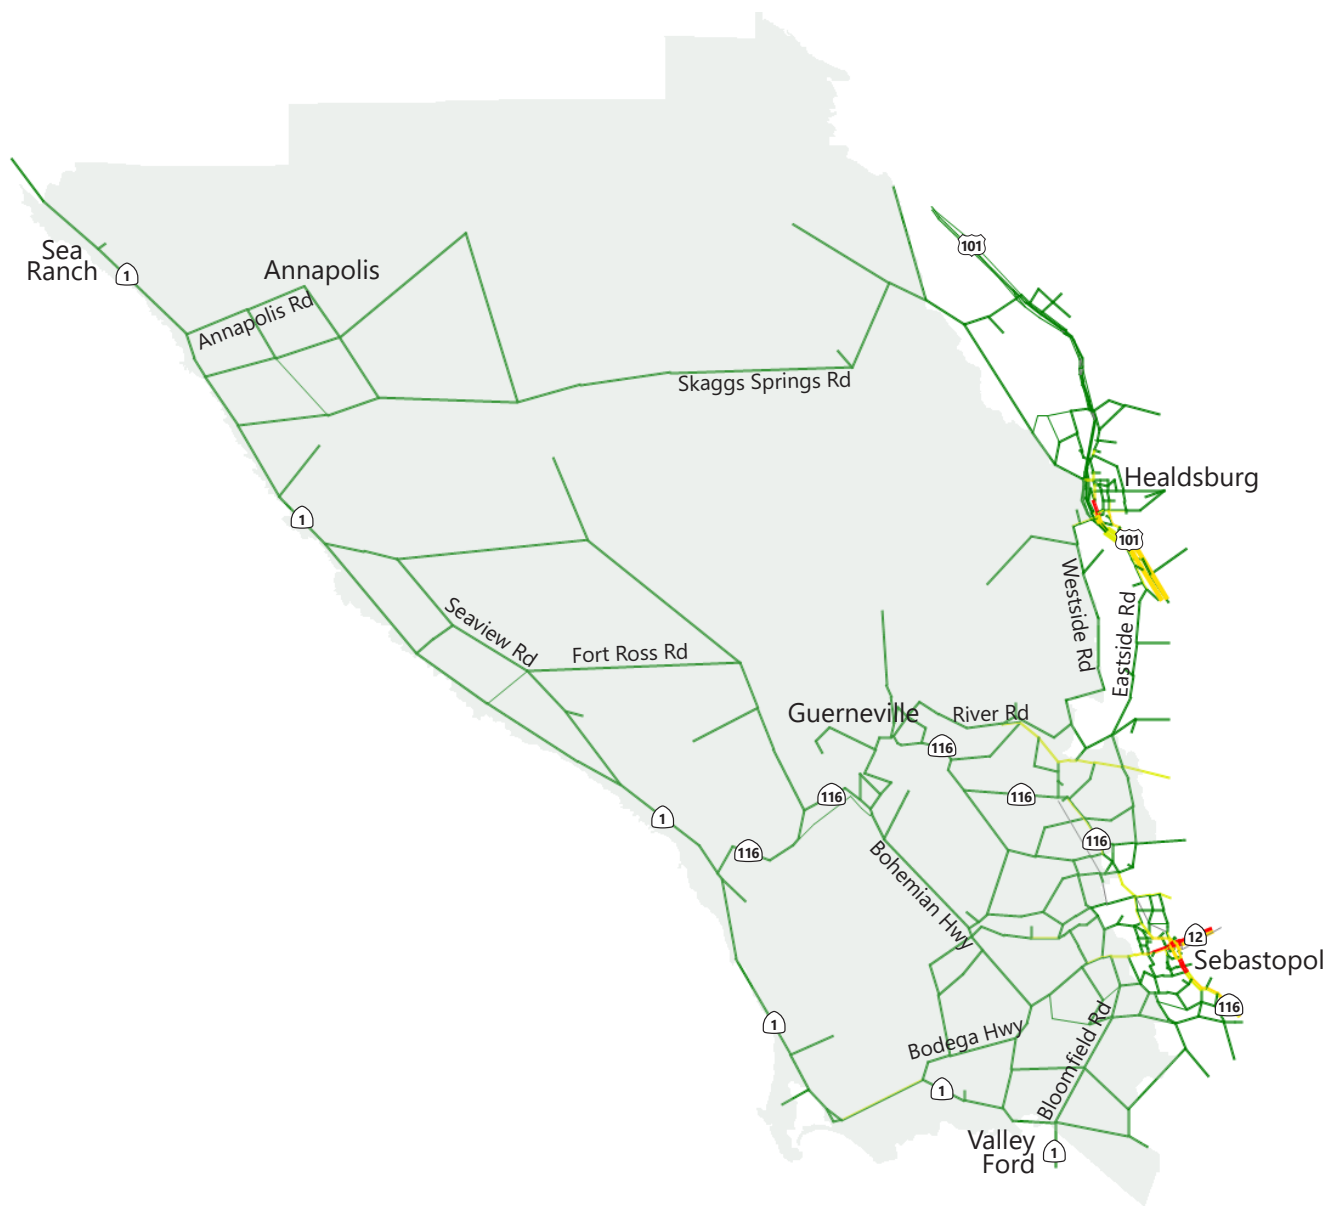 101
Sea
Ranch
1
Annapolis
Annapolis Rd
Skaggs Springs Rd
Healdsburg
1
101
Westside Rd
Eastside Rd
Seaview Rd
Fort Ross Rd
Guerneville
River Rd
116
116
116
1
116
116
Bohemian Hwy
12
Sebastopol
116
1
Bodega Hwy
Bloomfield Rd
1
Valley
Ford
1